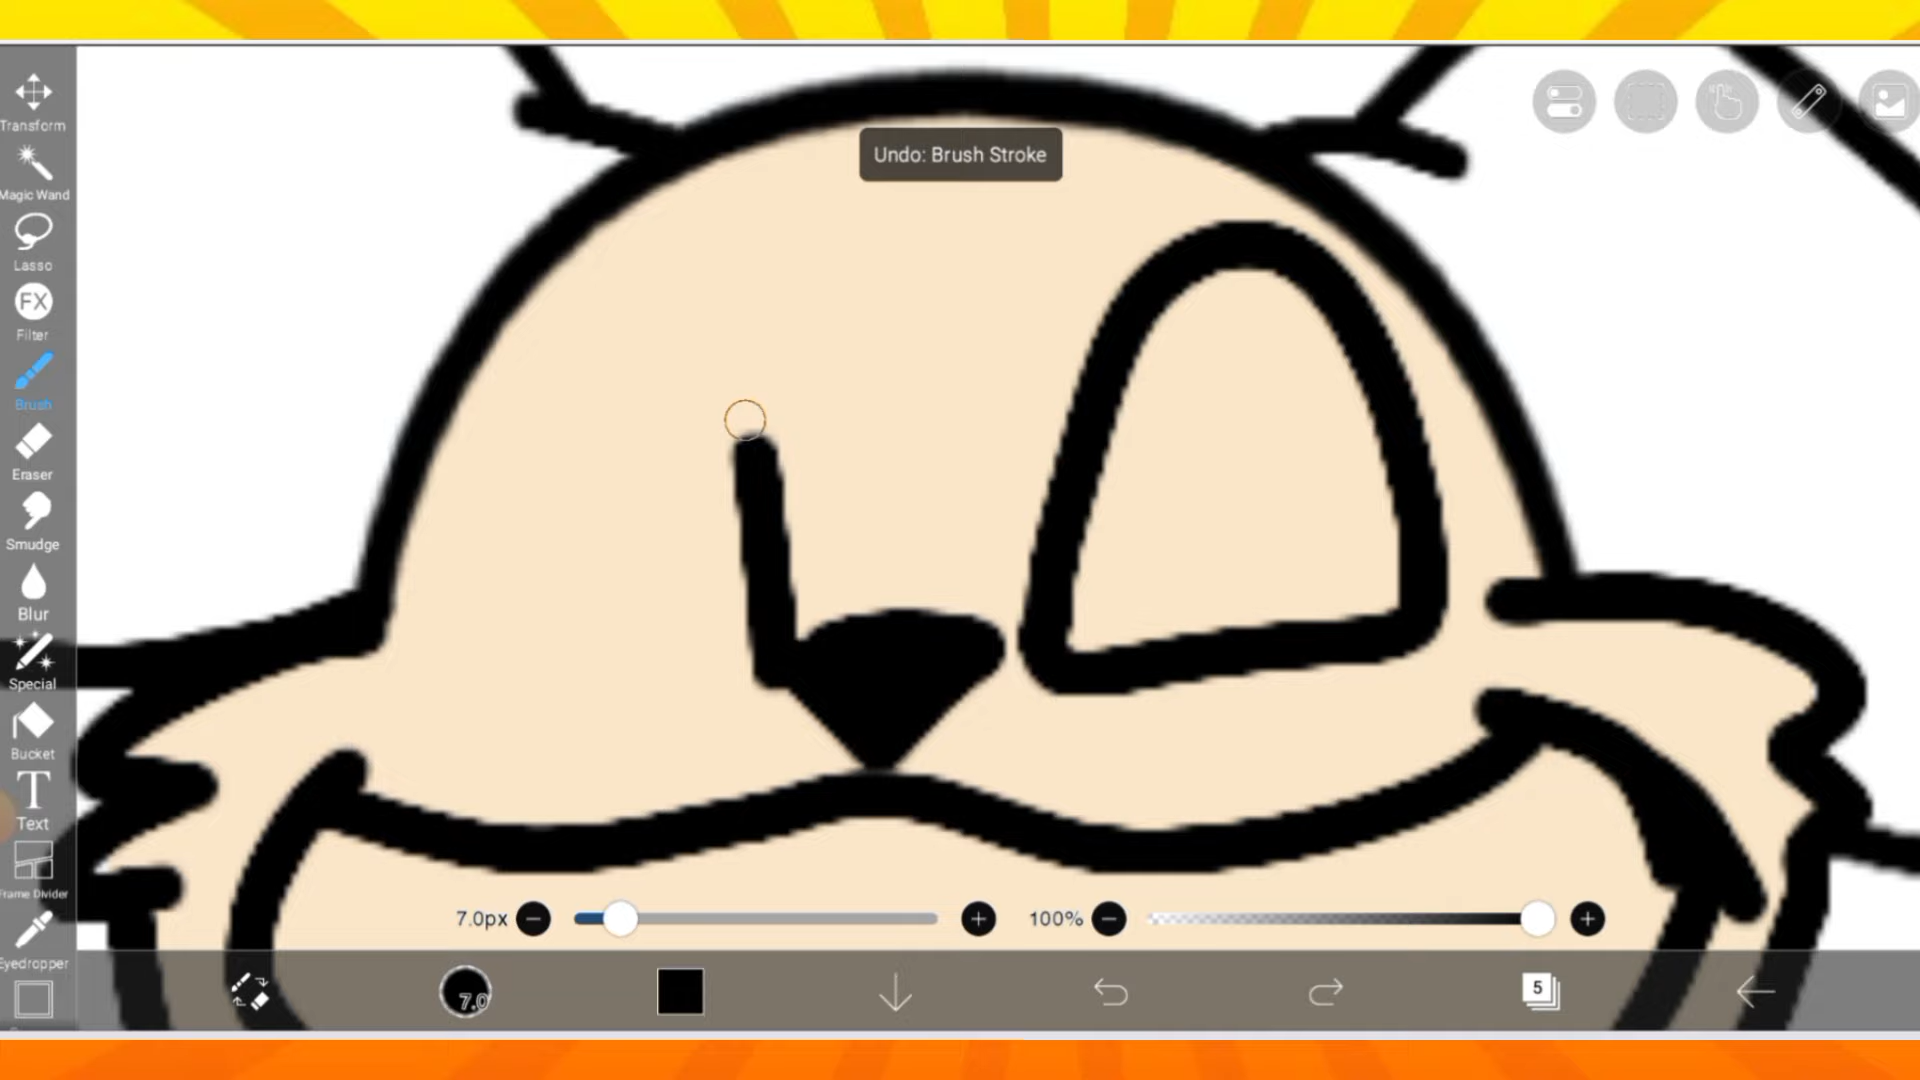 Undo: Brush Stroke
Transform
Magic Wand
Lasso
FX
Filter
Brush
Eraser
Smudge
Blur
Special
Bucket
T
Text
Frame Divider
Eyedropper
7.0px
100%
7.0
5